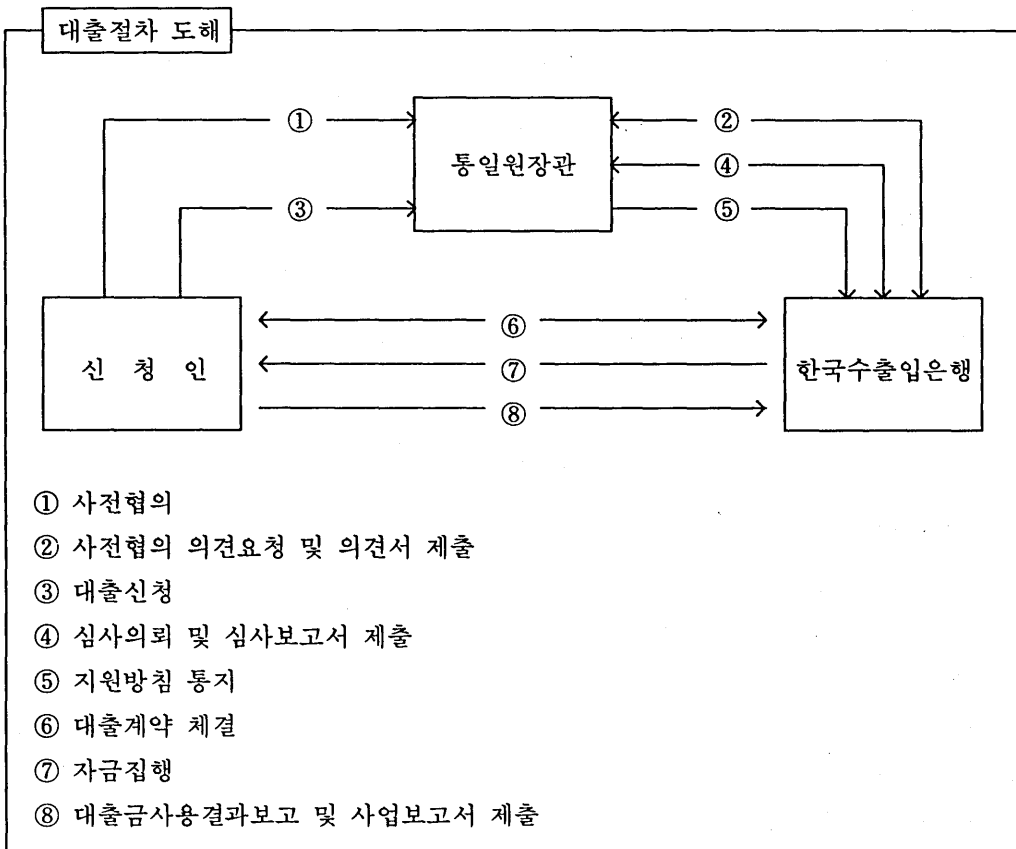 대출절차 도해
① ②
통일원장관 ④
③ ⑤
⑥
신 청 인 ⑦ 한국수출입은행
⑧
① 사전협의
② 사전협의 의견요청 및 의견서 제출
③ 대출신청
④ 심사의뢰 및 심사보고서 제출
⑤ 지원방침 통지
⑥ 대출계약 체결
⑦ 자금집행
⑧ 대출금사용결과보고 및 사업보고서 제출